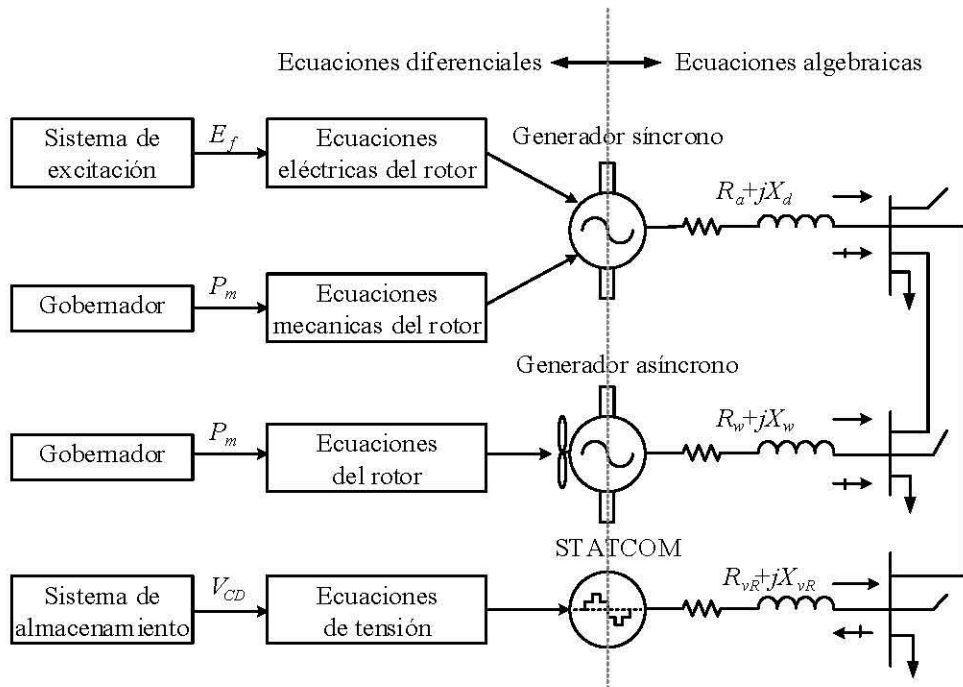 Ecuaciones diferenciales
Ecuaciones algebraicas
Sistema de
excitación
E_f
Ecuaciones
eléctricas del rotor
Generador síncrono
R_a+jX_d
Gobernador
P_m
Ecuaciones
mecanicas del rotor
Generador asíncrono
Gobernador
P_m
Ecuaciones
del rotor
R_w+jX_w
STATCOM
Sistema de
almacenamiento
V_CD
Ecuaciones
de tensión
R_vR+jX_vR